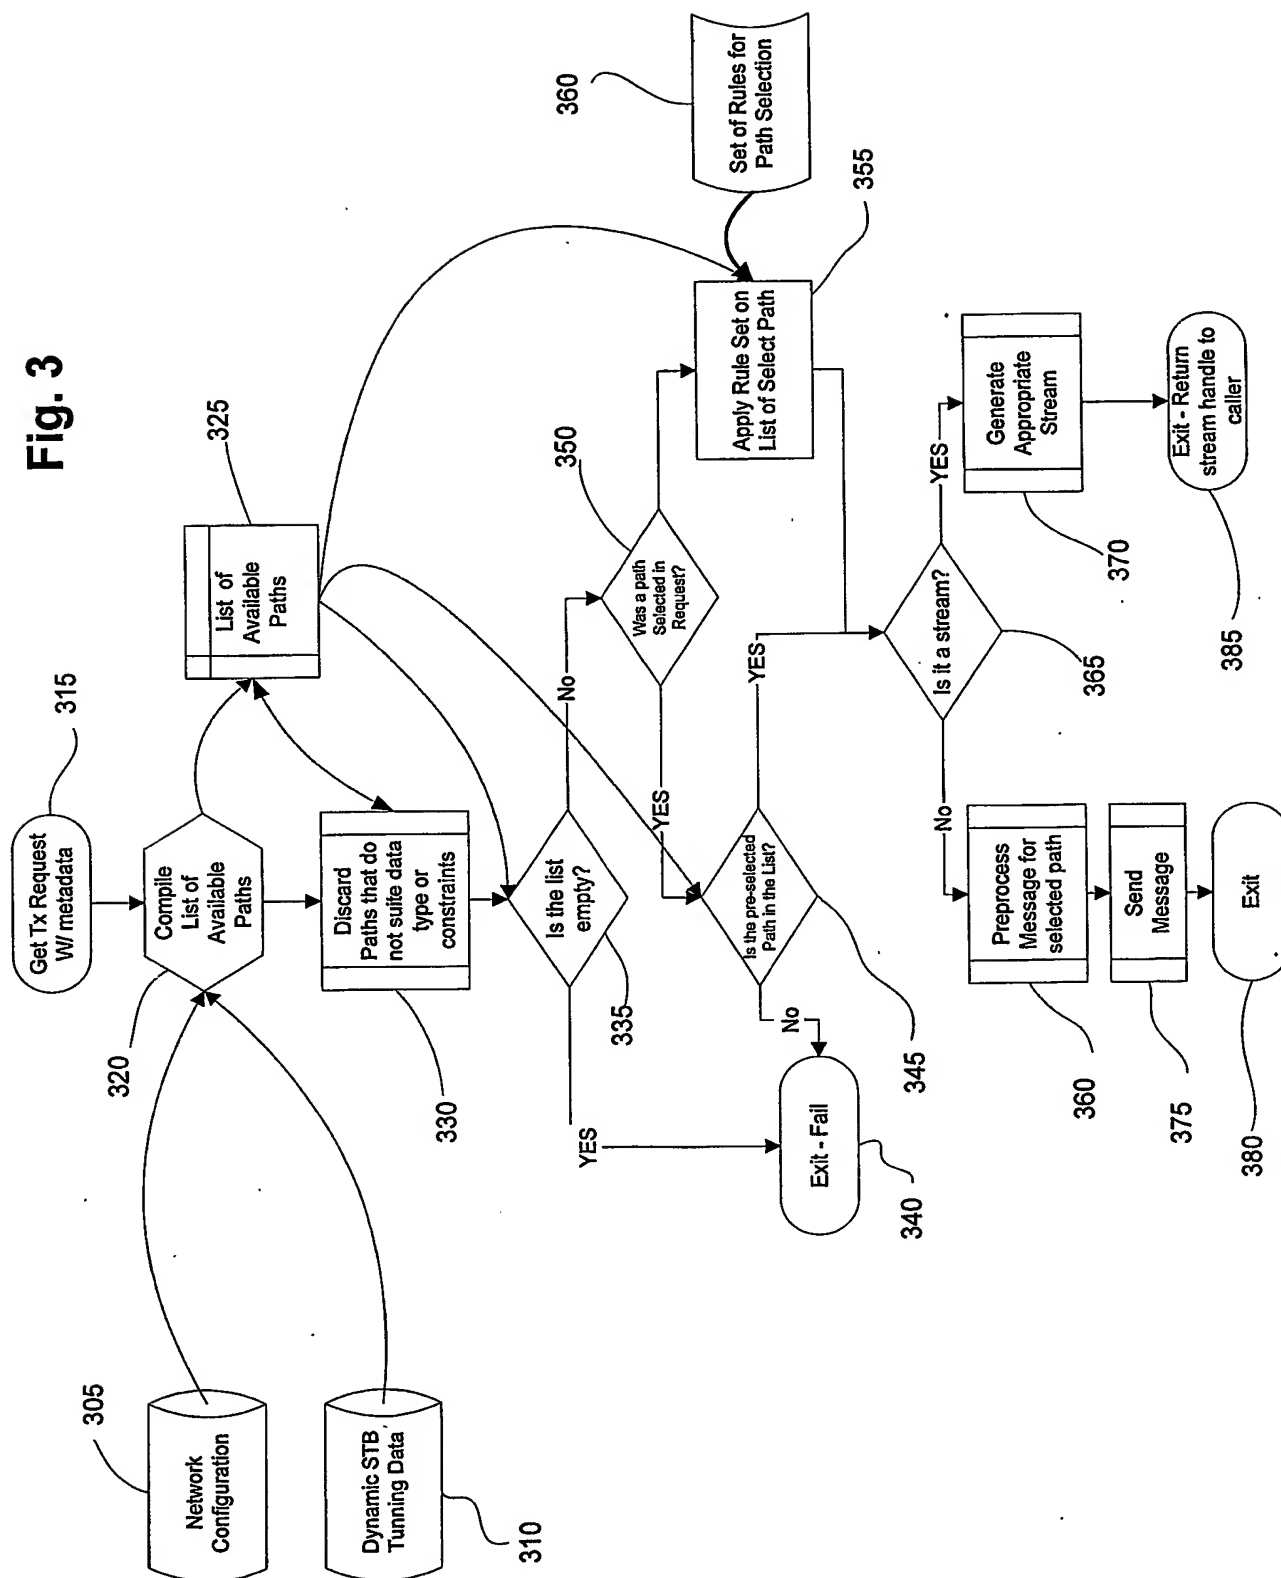 Fig. 3
315
Get Tx Request
W/ metadata
305
Network
Configuration
310
Dynamic STB
Tunning Data
320
Compile
List of
Available
Paths
325
List of
Available
Paths
330
Discard
Paths that do
not suite data
type or
constraints
335
Is the list
empty?
YES
No
340
Exit - Fail
350
Was a path
Selected in
Request?
YES
345
Is the pre-selected
Path in the List?
No
YES
360
Set of Rules for
Path Selection
355
Apply Rule Set on
List of Select Path
365
Is it a stream?
No
YES
360
Preprocess
Message for
selected path
375
Send
Message
380
Exit
370
Generate
Appropriate
Stream
385
Exit - Return
stream handle to
caller